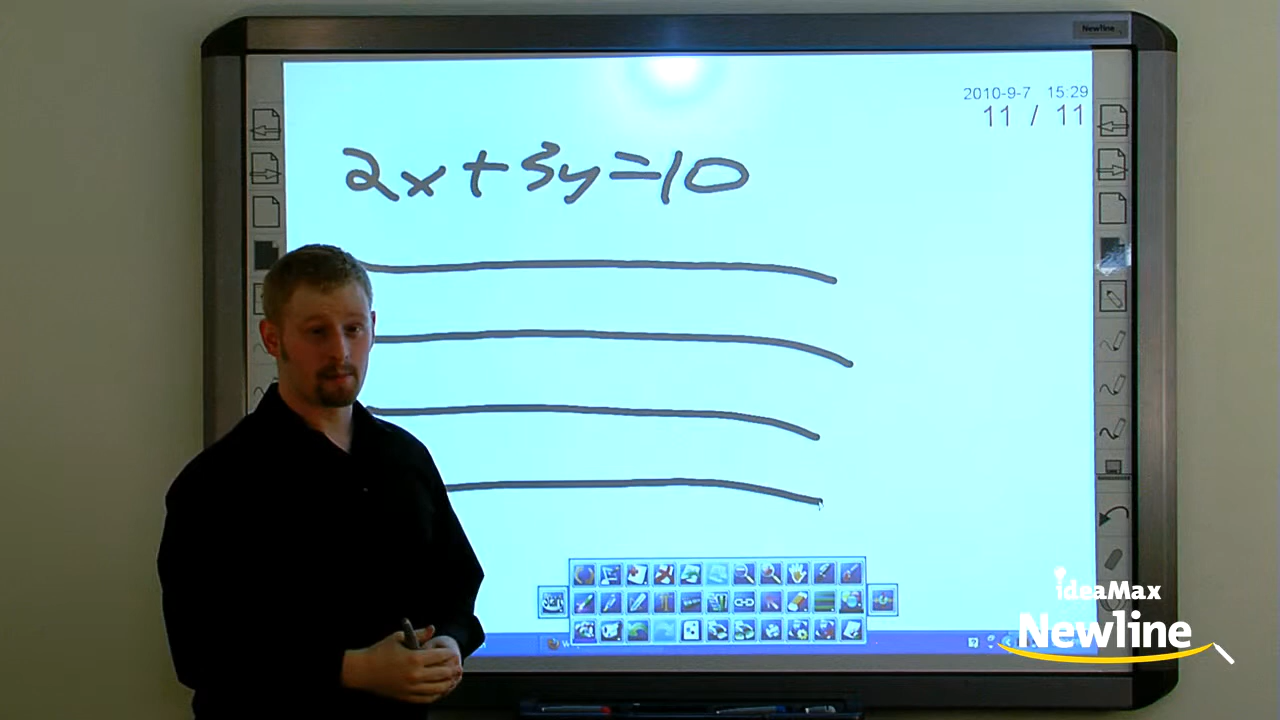 Newline
2010-9-7 15:29
11 / 11
2x+3y=10
ideaMax
Newline